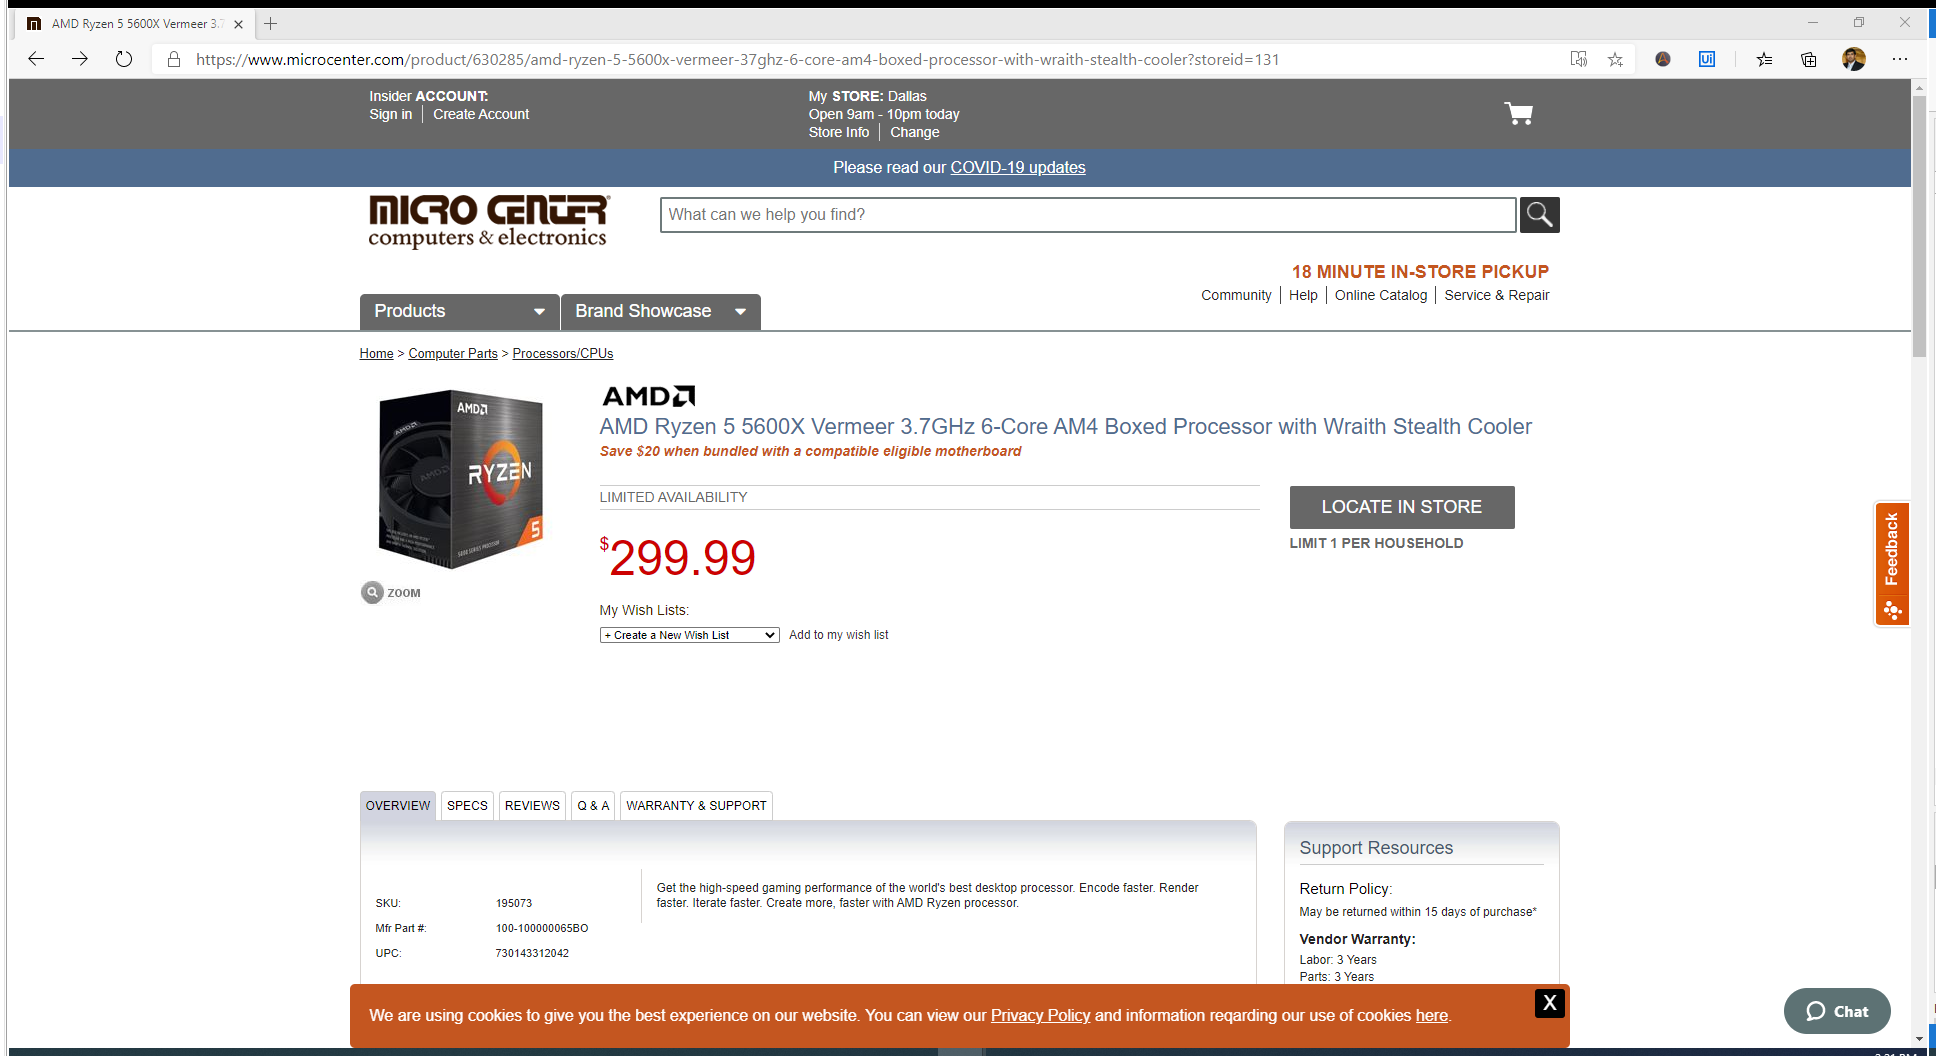 AMD Ryzen 5 5600X Vermeer 3.7
https://www.microcenter.com/product/630285/amd-ryzen-5-5600x-vermeer-37ghz-6-core-am4-boxed-processor-with-wraith-stealth-cooler?storeid=131
Ui
Insider ACCOUNT:
Sign in | Create Account
My STORE: Dallas
Open 9am - 10pm today
Store Info | Change
Please read our COVID-19 updates
MICRO CENTER
computers & electronics
What can we help you find?
18 MINUTE IN-STORE PICKUP
Community | Help | Online Catalog | Service & Repair
Products
Brand Showcase
Home > Computer Parts > Processors/CPUs
AMD
AMD Ryzen 5 5600X Vermeer 3.7GHz 6-Core AM4 Boxed Processor with Wraith Stealth Cooler
Save $20 when bundled with a compatible eligible motherboard
AMD
AMD
AMD
RYZEN
5
5000 SERIES PROCESSOR
ZOOM
LIMITED AVAILABILITY
$299.99
LOCATE IN STORE
LIMIT 1 PER HOUSEHOLD
Feedback
My Wish Lists:
+ Create a New Wish List
Add to my wish list
OVERVIEW
SPECS
REVIEWS
Q & A
WARRANTY & SUPPORT
SKU: 195073
Mfr Part #: 100-100000065BO
UPC: 730143312042
Get the high-speed gaming performance of the world's best desktop processor. Encode faster. Render
faster. Iterate faster. Create more, faster with AMD Ryzen processor.
Support Resources
Return Policy:
May be returned within 15 days of purchase*
Vendor Warranty:
Labor: 3 Years
Parts: 3 Years
We are using cookies to give you the best experience on our website. You can view our Privacy Policy and information regarding our use of cookies here.
X
Chat